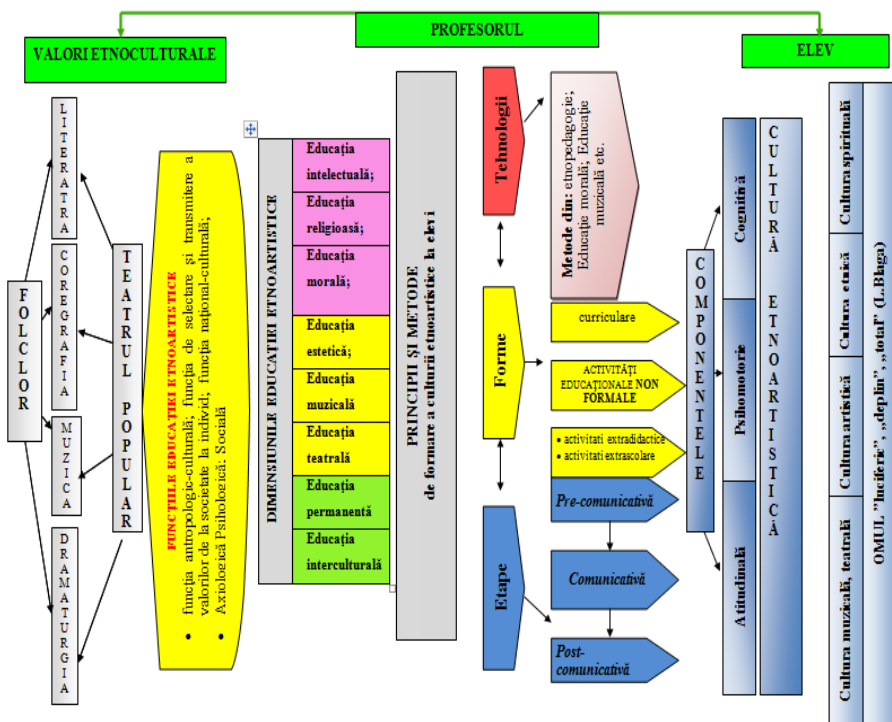 PROFESORUL
VALORI ETNOCULTURALE
ELEV
FOLCLOR
LITERATRA
COREGRAFIA
MUZICA
DRAMATURGIA
TEATRUL POPULAR
FUNCȚIILE EDUCAȚIEI ETNOARTISTICE
• funcția antropologic-culturală; funcția de selectare și transmitere a
valorilor de la societate la individ; funcția național-culturală;
• Axiologică Psihologică; Socială
DIMENSIUNILE EDUCATIEI ETNOARTISTICE
Educația
intelectuală;
Educația
religioasă;
Educația
morală;
Educația
estetică;
Educația
muzicală
Educația
teatrală
Educația
permanentă
Educația
interculturală
PRINCIPII ȘI METODE
de formare a culturii etnoartistice la elevi
Tehnologii
Metode din: etnopedagogie;
Educație morală; Educație
muzicală etc.
Forme
curriculare
ACTIVITĂȚI
EDUCAȚIONALE NON
FORMALE
• activitati extradidactice
• activitati extrascolare
Etape
Pre-comunicativă
Comunicativă
Post-
comunicativă
COMPONENTELE
Cognitivă
Psihomotorie
Atitudinală
CULTURĂ ETNOARTISTICĂ
Cultura spirituală
Cultura etnică
Cultura artistică
Cultura muzicală, teatrală
OMUL "luciferic", „deplin", „total" (L.Blaga)